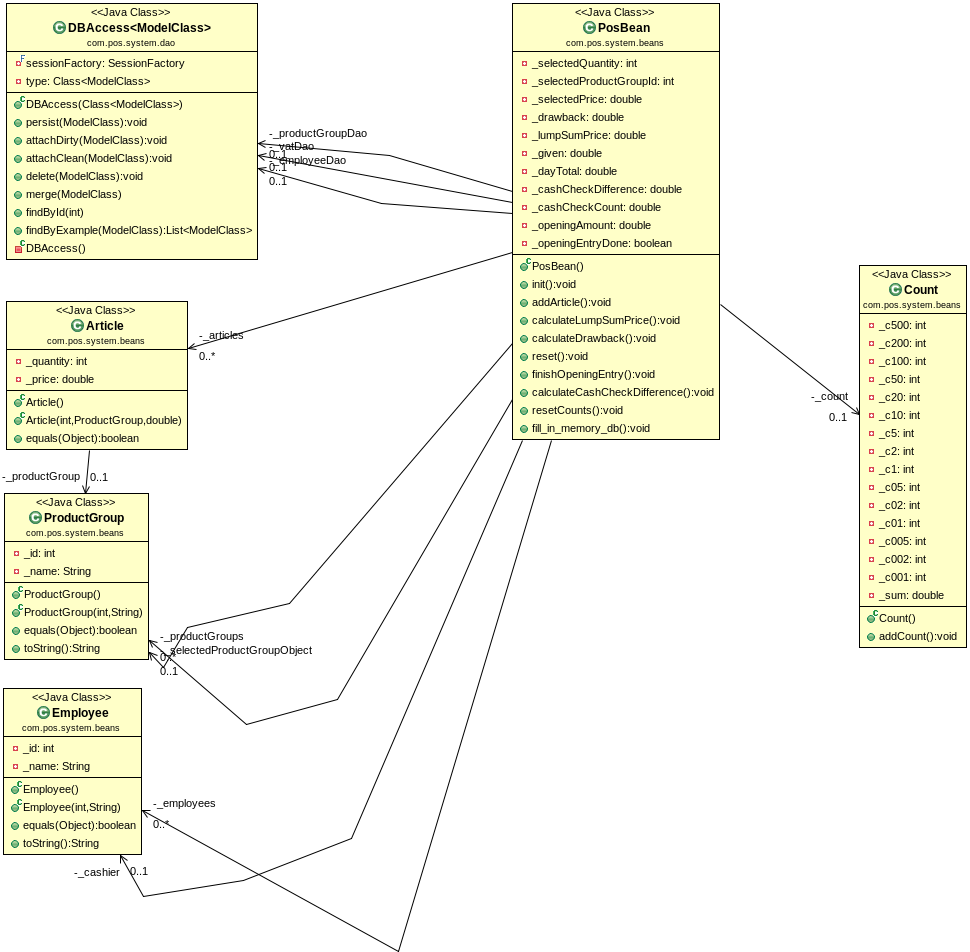 <<Java Class>>
DBAccess<ModelClass>
com.pos.system.dao
sessionFactory: SessionFactory
type: Class<ModelClass>
DBAccess(Class<ModelClass>)
persist(ModelClass):void
attachDirty(ModelClass):void
attachClean(ModelClass):void
delete(ModelClass):void
merge(ModelClass)
findById(int)
findByExample(ModelClass):List<ModelClass>
DBAccess()
-_productGroupDao
0..1
-_vatDao
0..1
-_employeeDao
0..1
<<Java Class>>
PosBean
com.pos.system.beans
_selectedQuantity: int
_selectedProductGroupId: int
_selectedPrice: double
_drawback: double
_lumpSumPrice: double
_given: double
_dayTotal: double
_cashCheckDifference: double
_cashCheckCount: double
_openingAmount: double
_openingEntryDone: boolean
PosBean()
init():void
addArticle():void
calculateLumpSumPrice():void
calculateDrawback():void
reset():void
finishOpeningEntry():void
calculateCashCheckDifference():void
resetCounts():void
fill_in_memory_db():void
<<Java Class>>
Article
com.pos.system.beans
_quantity: int
_price: double
Article()
Article(int,ProductGroup,double)
equals(Object):boolean
-_articles
0..*
-_productGroup
0..1
<<Java Class>>
ProductGroup
com.pos.system.beans
_id: int
_name: String
ProductGroup()
ProductGroup(int,String)
equals(Object):boolean
toString():String
-_productGroups
0..*
-_selectedProductGroupObject
0..1
<<Java Class>>
Employee
com.pos.system.beans
_id: int
_name: String
Employee()
Employee(int,String)
equals(Object):boolean
toString():String
-_employees
0..*
-_cashier
0..1
-_count
0..1
<<Java Class>>
Count
com.pos.system.beans
_c500: int
_c200: int
_c100: int
_c50: int
_c20: int
_c10: int
_c5: int
_c2: int
_c1: int
_c05: int
_c02: int
_c01: int
_c005: int
_c002: int
_c001: int
_sum: double
Count()
addCount():void